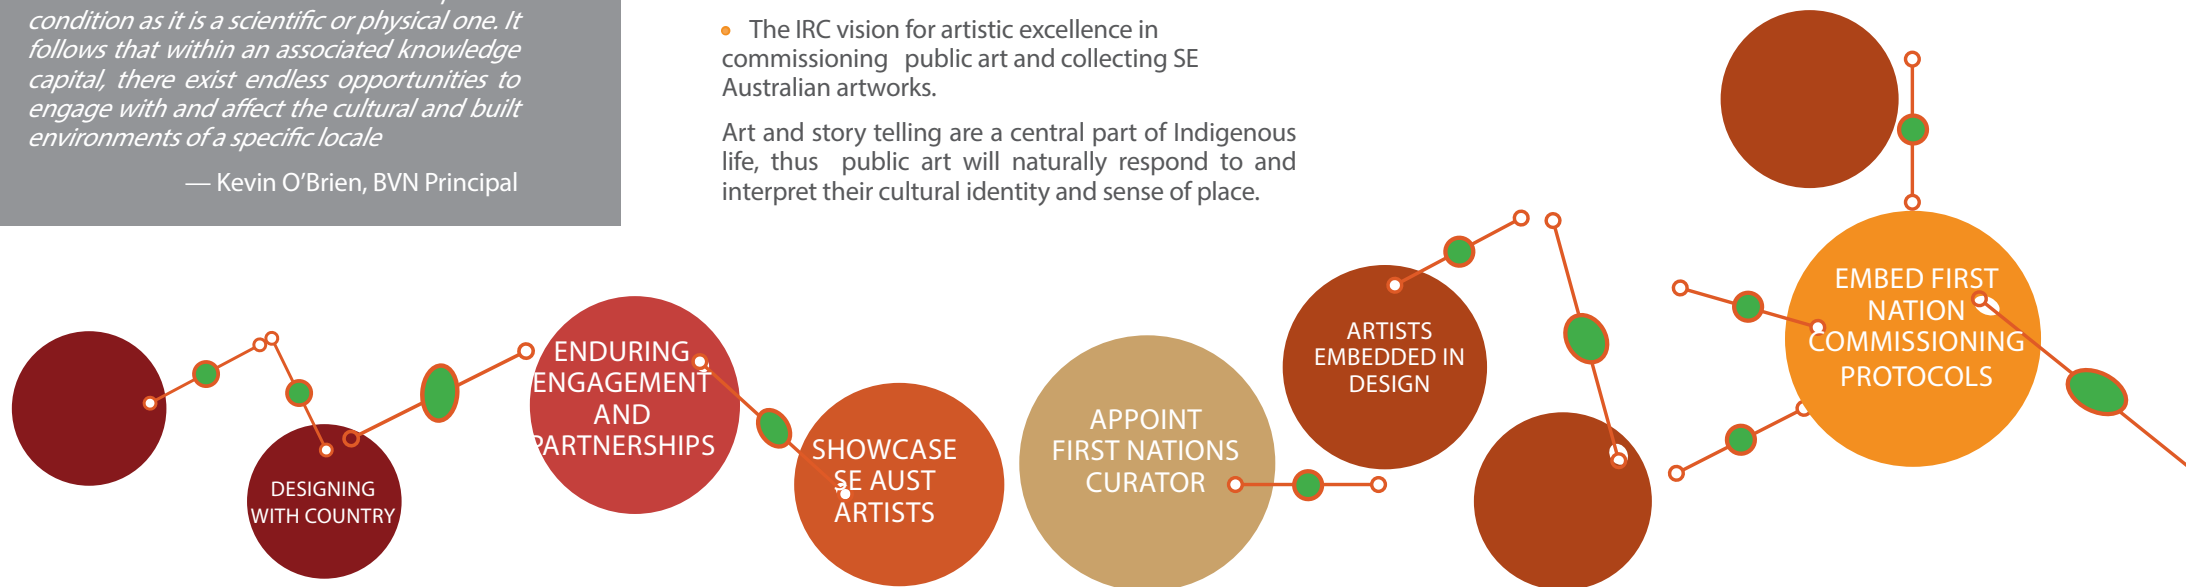 condition as it is a scientific or physical one. It
follows that within an associated knowledge
capital, there exist endless opportunities to
engage with and affect the cultural and built
environments of a specific locale
— Kevin O’Brien, BVN Principal
• The IRC vision for artistic excellence in
commissioning public art and collecting SE
Australian artworks.
Art and story telling are a central part of Indigenous
life, thus public art will naturally respond to and
interpret their cultural identity and sense of place.
DESIGNING
WITH COUNTRY
ENDURING
ENGAGEMENT
AND
PARTNERSHIPS
SHOWCASE
SE AUST
ARTISTS
APPOINT
FIRST NATIONS
CURATOR
ARTISTS
EMBEDDED IN
DESIGN
EMBED FIRST
NATION
COMMISSIONING
PROTOCOLS